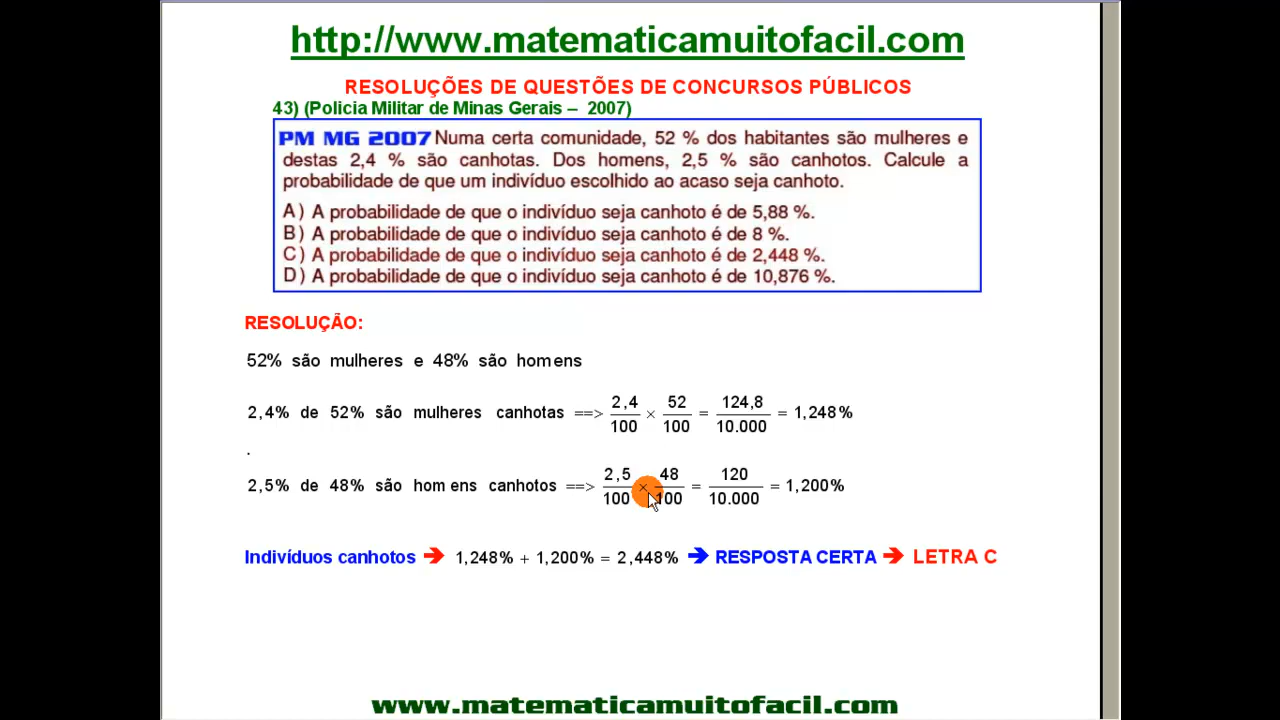 http://www.matematicamuitofacil.com
RESOLUÇÕES DE QUESTÕES DE CONCURSOS PÚBLICOS
43) (Policia Militar de Minas Gerais – 2007)
PM MG 2007 Numa certa comunidade, 52 % dos habitantes são mulheres e
destas 2,4 % são canhotas. Dos homens, 2,5 % são canhotos. Calcule a
probabilidade de que um indivíduo escolhido ao acaso seja canhoto.
A) A probabilidade de que o indivíduo seja canhoto é de 5,88 %.
B) A probabilidade de que o indivíduo seja canhoto é de 8 %.
C) A probabilidade de que o indivíduo seja canhoto é de 2,448 %.
D) A probabilidade de que o indivíduo seja canhoto é de 10,876 %.
RESOLUÇÃO:
52% são mulheres e 48% são homens
2,4% de 52% são mulheres canhotas ==> 2,4/100 × 52/100 = 124,8/10.000 = 1,248%
.
2,5% de 48% são homens canhotos ==> 2,5/100 × 48/100 = 120/10.000 = 1,200%
Indivíduos canhotos ➔ 1,248% + 1,200% = 2,448% ➔ RESPOSTA CERTA ➔ LETRA C
www.matematicamuitofacil.com